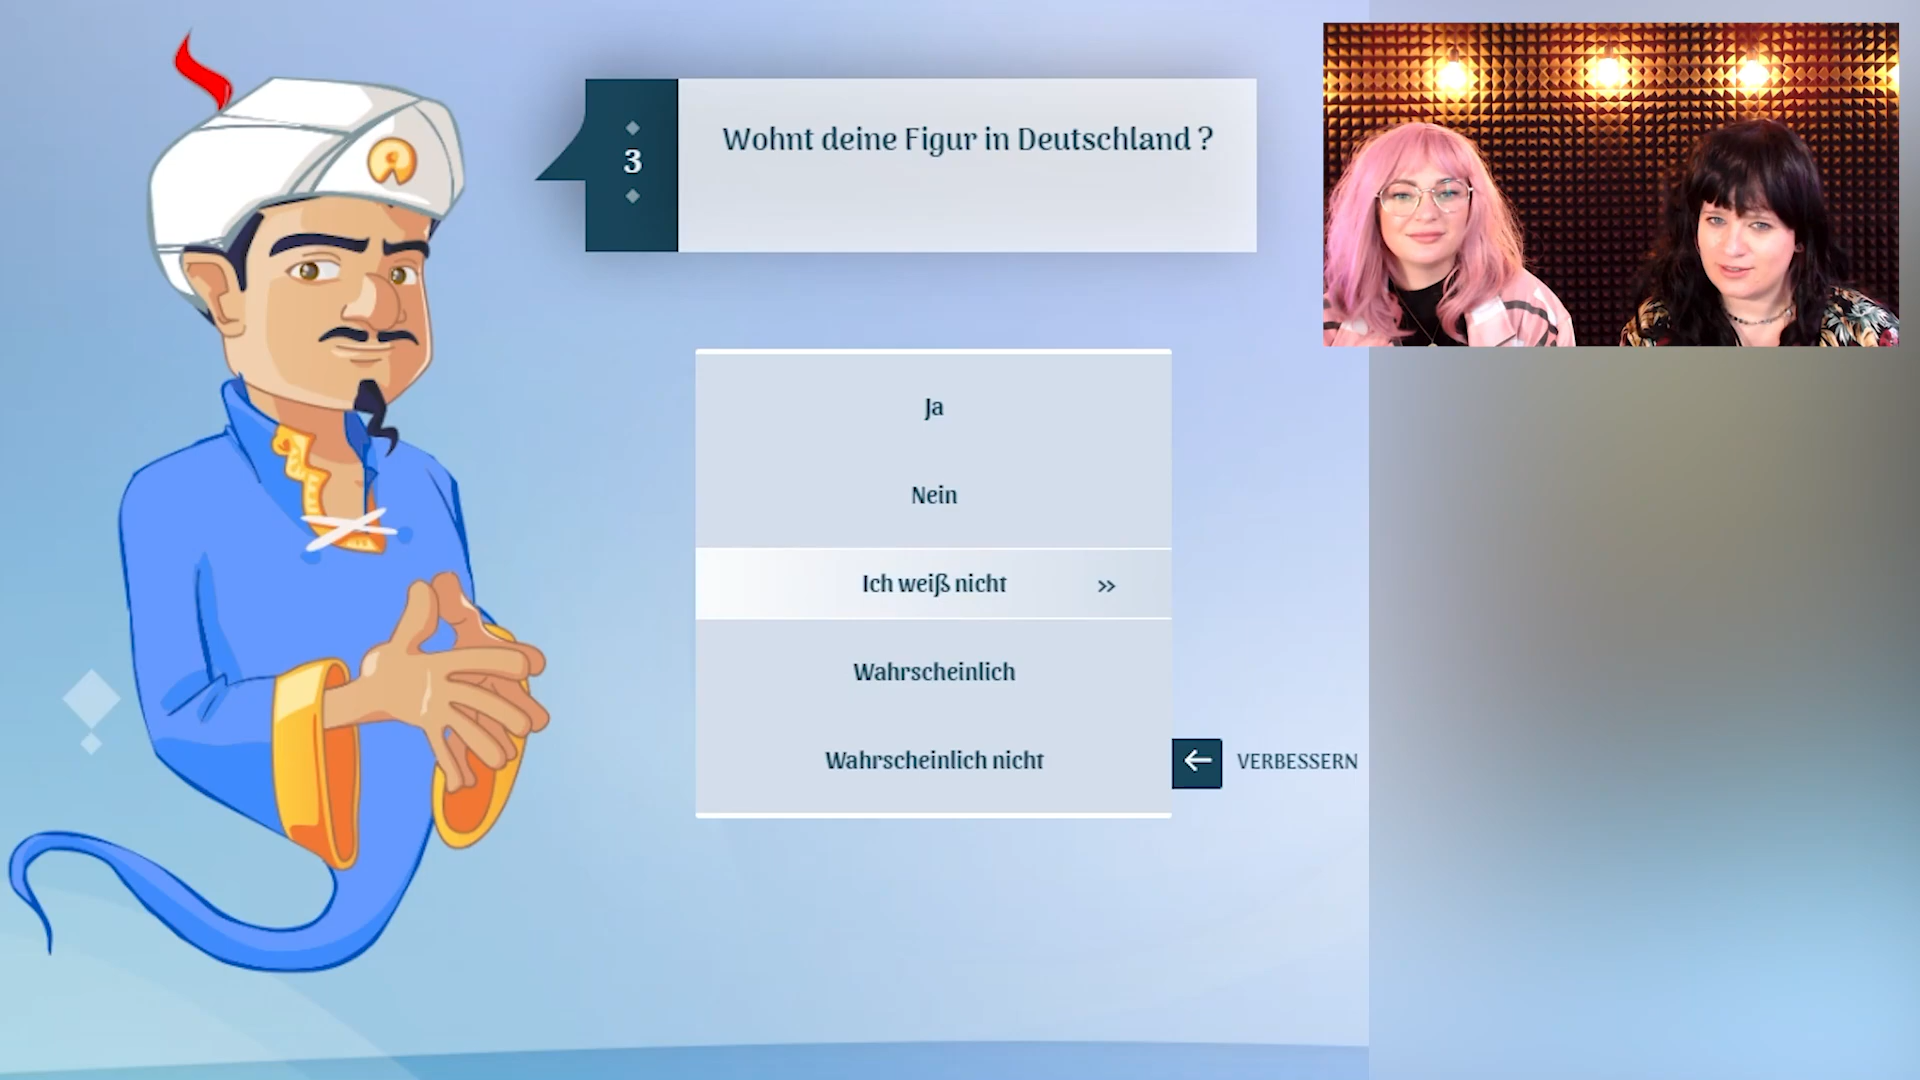 3
Wohnt deine Figur in Deutschland ?
Ja
Nein
Ich weiß nicht
Wahrscheinlich
Wahrscheinlich nicht
VERBESSERN